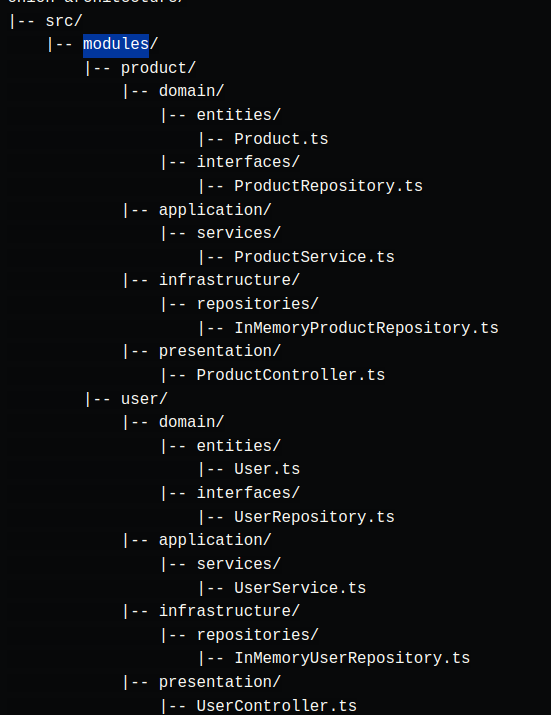 |-- src/
|-- modules/
|-- product/
|-- domain/
|-- entities/
|-- Product.ts
|-- interfaces/
|-- ProductRepository.ts
|-- application/
|-- services/
|-- ProductService.ts
|-- infrastructure/
|-- repositories/
|-- InMemoryProductRepository.ts
|-- presentation/
|-- ProductController.ts
|-- user/
|-- domain/
|-- entities/
|-- User.ts
|-- interfaces/
|-- UserRepository.ts
|-- application/
|-- services/
|-- UserService.ts
|-- infrastructure/
|-- repositories/
|-- InMemoryUserRepository.ts
|-- presentation/
|-- UserController.ts